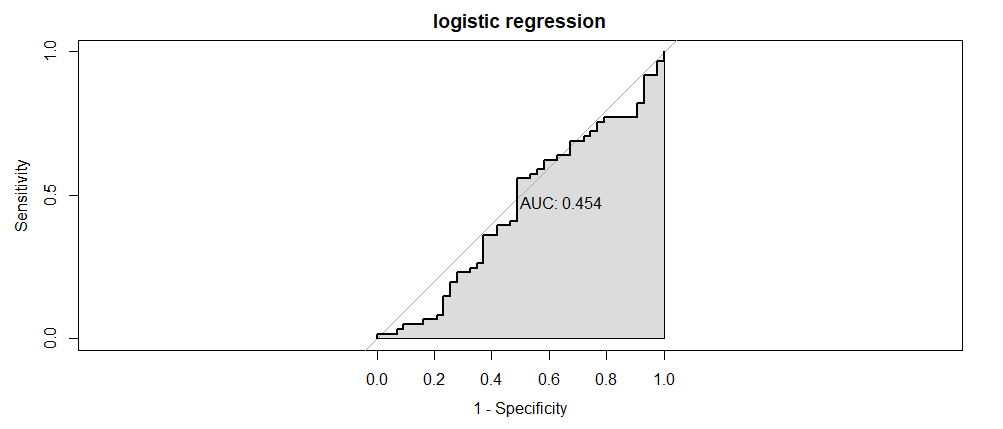 logistic regression
1.0
0.5
0.0
Sensitivity
AUC: 0.454
0.0 0.2 0.4 0.6 0.8 1.0
1 - Specificity